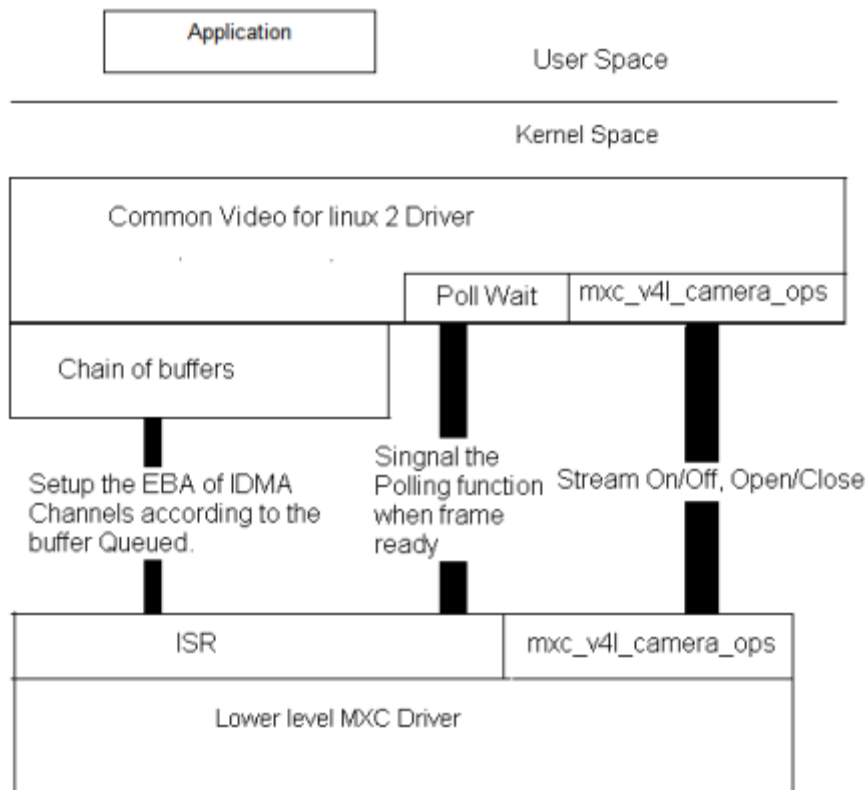 Application
User Space
Kernel Space
Common Video for linux 2 Driver
Poll Wait
mxc_v4l_camera_ops
Chain of buffers
Setup the EBA of IDMA
Channels according to the
buffer Queued.
Singnal the
Polling function
when frame
ready
Stream On/Off, Open/Close
ISR
mxc_v4l_camera_ops
Lower level MXC Driver